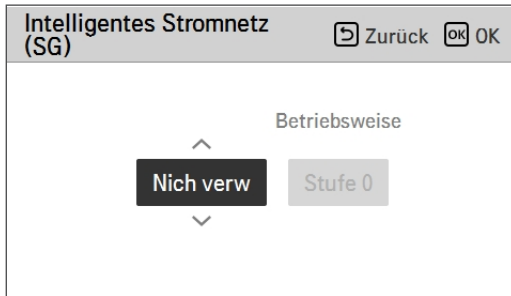 Intelligentes Stromnetz
(SG)
Zurück OK OK
Betriebsweise
Nich verw
Stufe 0